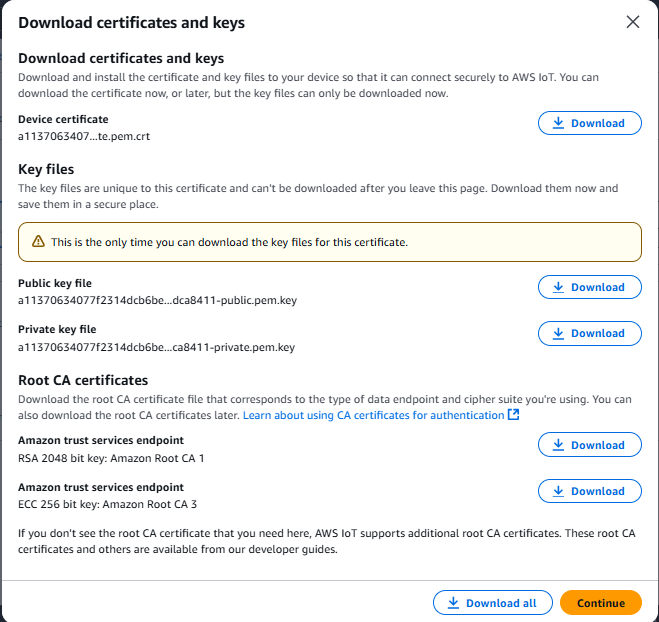 Download certificates and keys
Download certificates and keys
Download and install the certificate and key files to your device so that it can connect securely to AWS IoT. You can
download the certificate now, or later, but the key files can only be downloaded now.
Device certificate
a1137063407...te.pem.crt
Download
Key files
The key files are unique to this certificate and can't be downloaded after you leave this page. Download them now and
save them in a secure place.
This is the only time you can download the key files for this certificate.
Public key file
a11370634077f2314dcb6be...dca8411-public.pem.key
Download
Private key file
a11370634077f2314dcb6be...ca8411-private.pem.key
Download
Root CA certificates
Download the root CA certificate file that corresponds to the type of data endpoint and cipher suite you're using. You can
also download the root CA certificates later. Learn about using CA certificates for authentication
Amazon trust services endpoint
RSA 2048 bit key: Amazon Root CA 1
Download
Amazon trust services endpoint
ECC 256 bit key: Amazon Root CA 3
Download
If you don't see the root CA certificate that you need here, AWS IoT supports additional root CA certificates. These root CA
certificates and others are available from our developer guides.
Download all
Continue